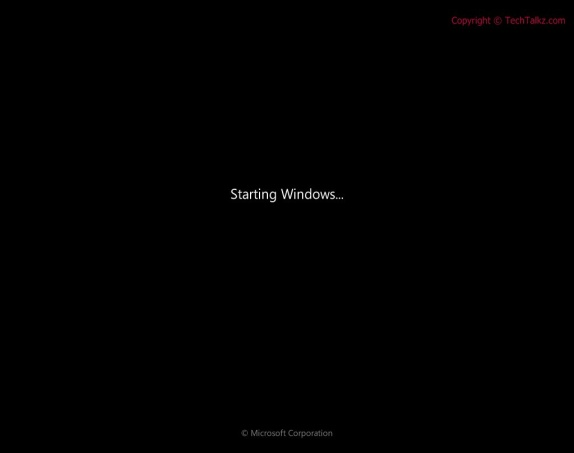 Copyright © TechTalkz.com
Starting Windows...
© Microsoft Corporation